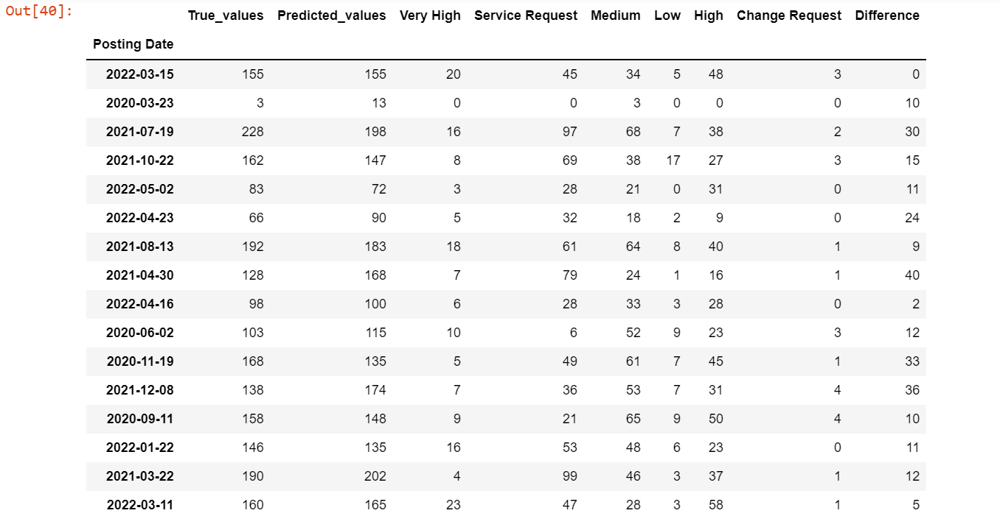 Out[40]:
True_values Predicted_values Very High Service Request Medium Low High Change Request Difference
Posting Date
2022-03-15 155 155 20 45 34 5 48 3 0
2020-03-23 3 13 0 0 3 0 0 0 10
2021-07-19 228 198 16 97 68 7 38 2 30
2021-10-22 162 147 8 69 38 17 27 3 15
2022-05-02 83 72 3 28 21 0 31 0 11
2022-04-23 66 90 5 32 18 2 9 0 24
2021-08-13 192 183 18 61 64 8 40 1 9
2021-04-30 128 168 7 79 24 1 16 1 40
2022-04-16 98 100 6 28 33 3 28 0 2
2020-06-02 103 115 10 6 52 9 23 3 12
2020-11-19 168 135 5 49 61 7 45 1 33
2021-12-08 138 174 7 36 53 7 31 4 36
2020-09-11 158 148 9 21 65 9 50 4 10
2022-01-22 146 135 16 53 48 6 23 0 11
2021-03-22 190 202 4 99 46 3 37 1 12
2022-03-11 160 165 23 47 28 3 58 1 5